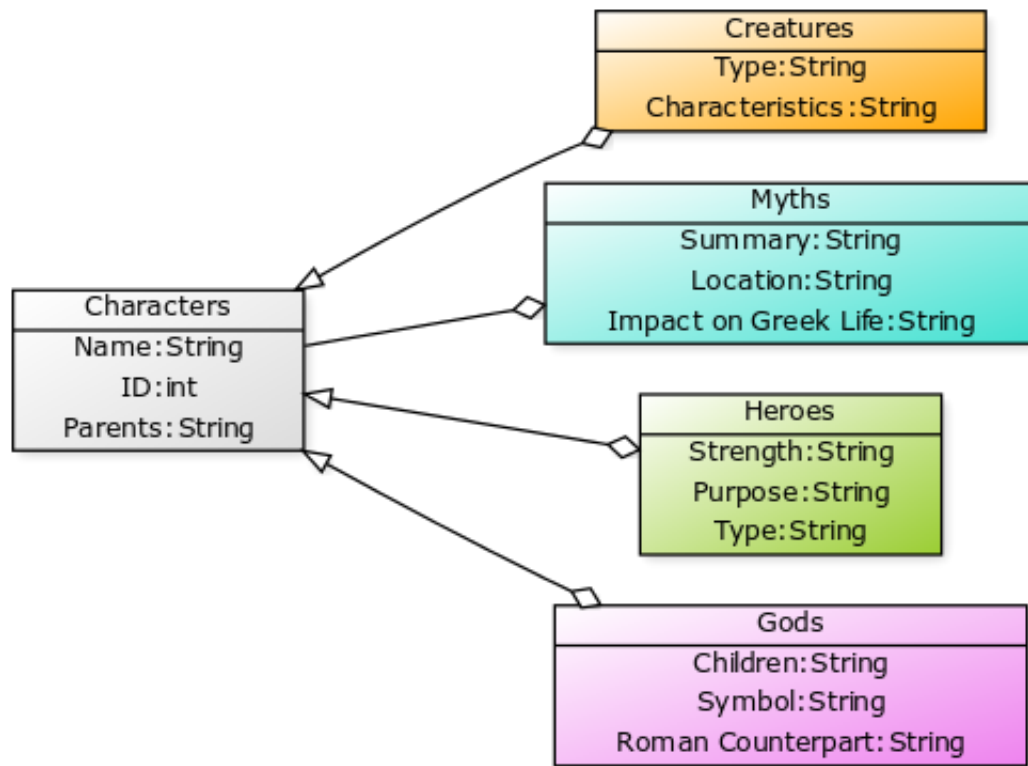 Creatures
Type:String
Characteristics:String
Myths
Summary:String
Location:String
Impact on Greek Life:String
Characters
Name:String
ID:int
Parents:String
Heroes
Strength:String
Purpose:String
Type:String
Gods
Children:String
Symbol:String
Roman Counterpart:String